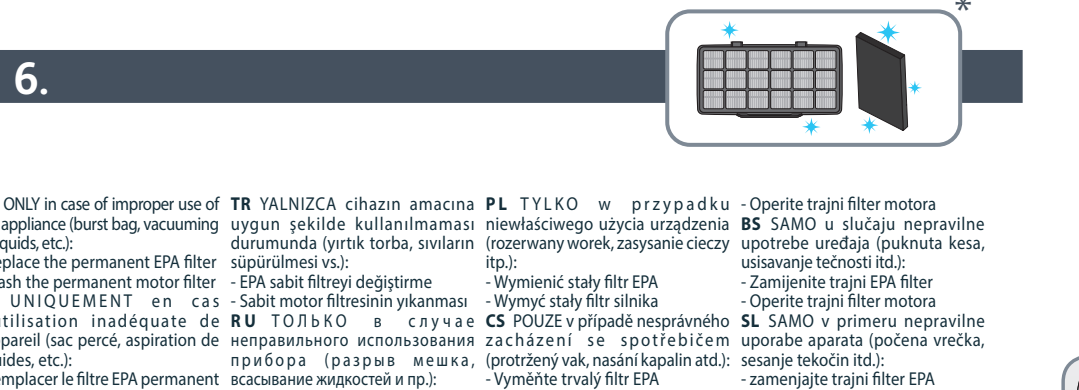 *
6.
ONLY in case of improper use of
appliance (burst bag, vacuuming
quids, etc.):
eplace the permanent EPA filter
ash the permanent motor filter
UNIQUEMENT en cas
utilisation inadéquate de
ppareil (sac percé, aspiration de
uides, etc.):
emplacer le filtre EPA permanent
TR YALNIZCA cihazın amacına
uygun şekilde kullanılmaması
durumunda (yırtık torba, sıvıların
süpürülmesi vs.):
- EPA sabit filtreyi değiştirme
- Sabit motor filtresinin yıkanması
RU ТОЛЬКО в случае
неправильного использования
прибора (разрыв мешка,
всасывание жидкостей и пр.):
PL TYLKO w przypadku
niewłaściwego użycia urządzenia
(rozerwany worek, zasysanie cieczy
itp.):
- Wymienić stały filtr EPA
- Wymyć stały filtr silnika
CS POUZE v případě nesprávného
zacházení se spotřebičem
(protržený vak, nasání kapalin atd.):
- Vyměňte trvalý filtr EPA
- Operite trajni filter motora
BS SAMO u slučaju nepravilne
upotrebe uređaja (puknuta kesa,
usisavanje tečnosti itd.):
- Zamijenite trajni EPA filter
- Operite trajni filter motora
SL SAMO v primeru nepravilne
uporabe aparata (počena vrečka,
sesanje tekočin itd.):
- zamenjajte trajni filter EPA